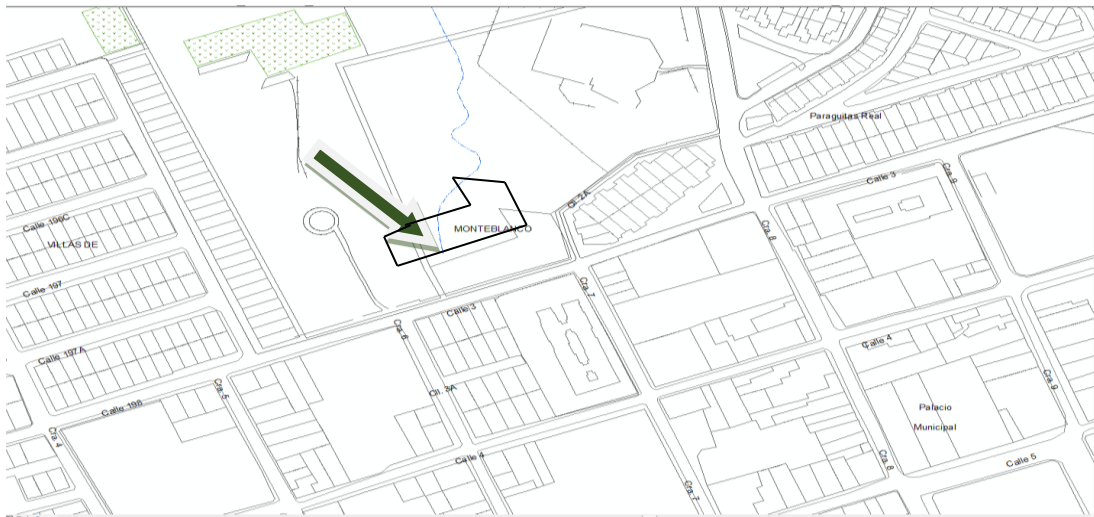 Paraguitas Real
Calle 3
Cra. 9
Cl. 2A
Calle 196C
VILLAS DE
MONTEBLANCO
Cra. 8
Calle 197
Cra. 7
Calle 3
Cra. 6
Calle 4
Calle 197A
Cra. 5
Cll. 3A
Cra. 9
Calle 198
Palacio
Municipal
Cra. 4
Calle 4
Cra. 8
Calle 5
Cra. 7